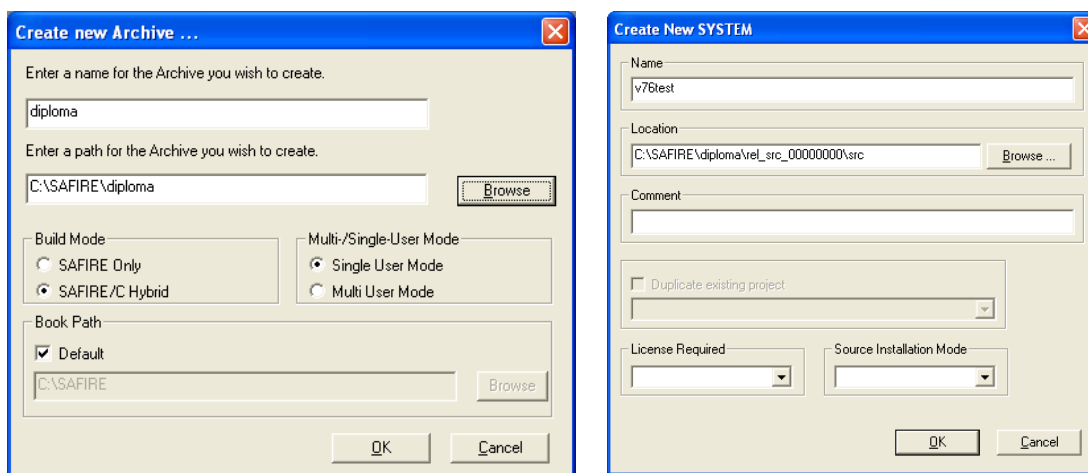 Create new Archive ...
Enter a name for the Archive you wish to create.
diploma
Enter a path for the Archive you wish to create.
C:\SAFIRE\diploma
Browse
Build Mode
SAFIRE Only
SAFIRE/C Hybrid
Multi-/Single-User Mode
Single User Mode
Multi User Mode
Book Path
Default
C:\SAFIRE
Browse
OK
Cancel
Create New SYSTEM
Name
v76test
Location
C:\SAFIRE\diploma\rel_src_00000000\src
Browse ...
Comment
Duplicate existing project
License Required
Source Installation Mode
OK
Cancel